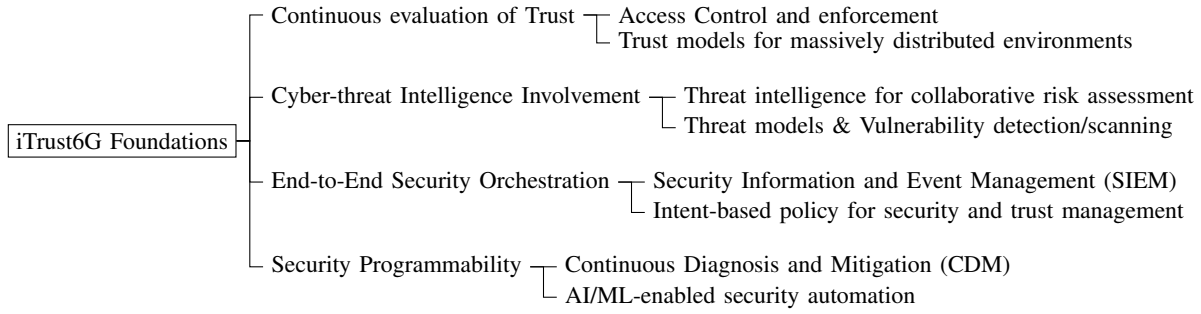 Continuous evaluation of Trust
Access Control and enforcement
Trust models for massively distributed environments
Cyber-threat Intelligence Involvement
Threat intelligence for collaborative risk assessment
Threat models & Vulnerability detection/scanning
iTrust6G Foundations
End-to-End Security Orchestration
Security Information and Event Management (SIEM)
Intent-based policy for security and trust management
Security Programmability
Continuous Diagnosis and Mitigation (CDM)
AI/ML-enabled security automation